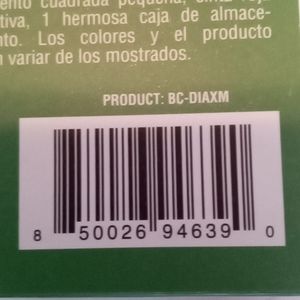 cuadrada pequeña,
tiva, 1 hermosa caja de almace-
nto. Los colores y el producto
n variar de los mostrados.
PRODUCT: BC-DIAXM
8 50026 94639 0